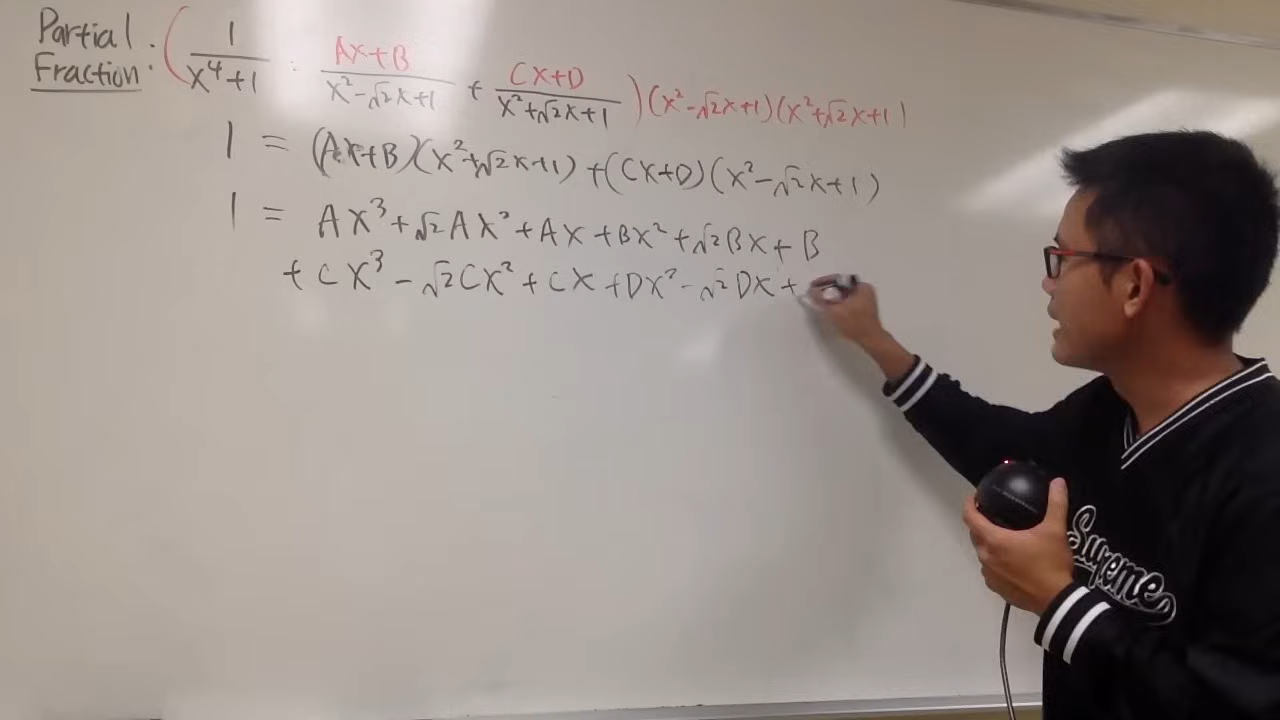 Partial Fraction: ( 1/(x⁴+1) = (Ax+B)/(x²-√2x+1) + (Cx+D)/(x²+√2x+1) ) (x²-√2x+1)(x²+√2x+1)
1 = (Ax+B)(x²+√2x+1) + (Cx+D)(x²-√2x+1)
1 = Ax³ + √2Ax² + Ax + Bx² + √2Bx + B
+ Cx³ - √2Cx² + Cx + Dx² - √2Dx +
Supreme